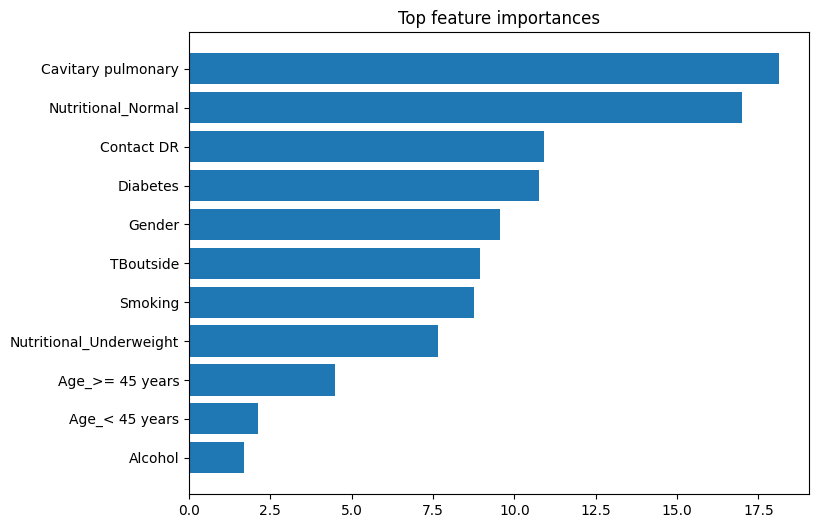 Top feature importances
Cavitary pulmonary
Nutritional_Normal
Contact DR
Diabetes
Gender
TBoutside
Smoking
Nutritional_Underweight
Age_>= 45 years
Age_< 45 years
Alcohol
0.0 2.5 5.0 7.5 10.0 12.5 15.0 17.5